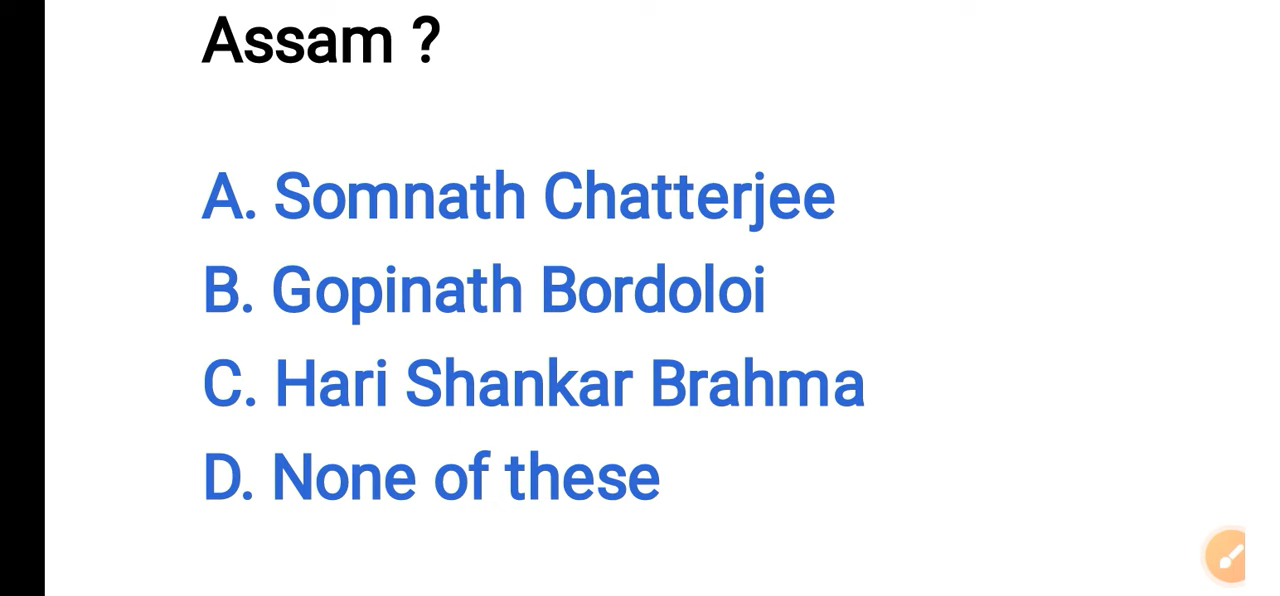 Assam ?
A. Somnath Chatterjee
B. Gopinath Bordoloi
C. Hari Shankar Brahma
D. None of these